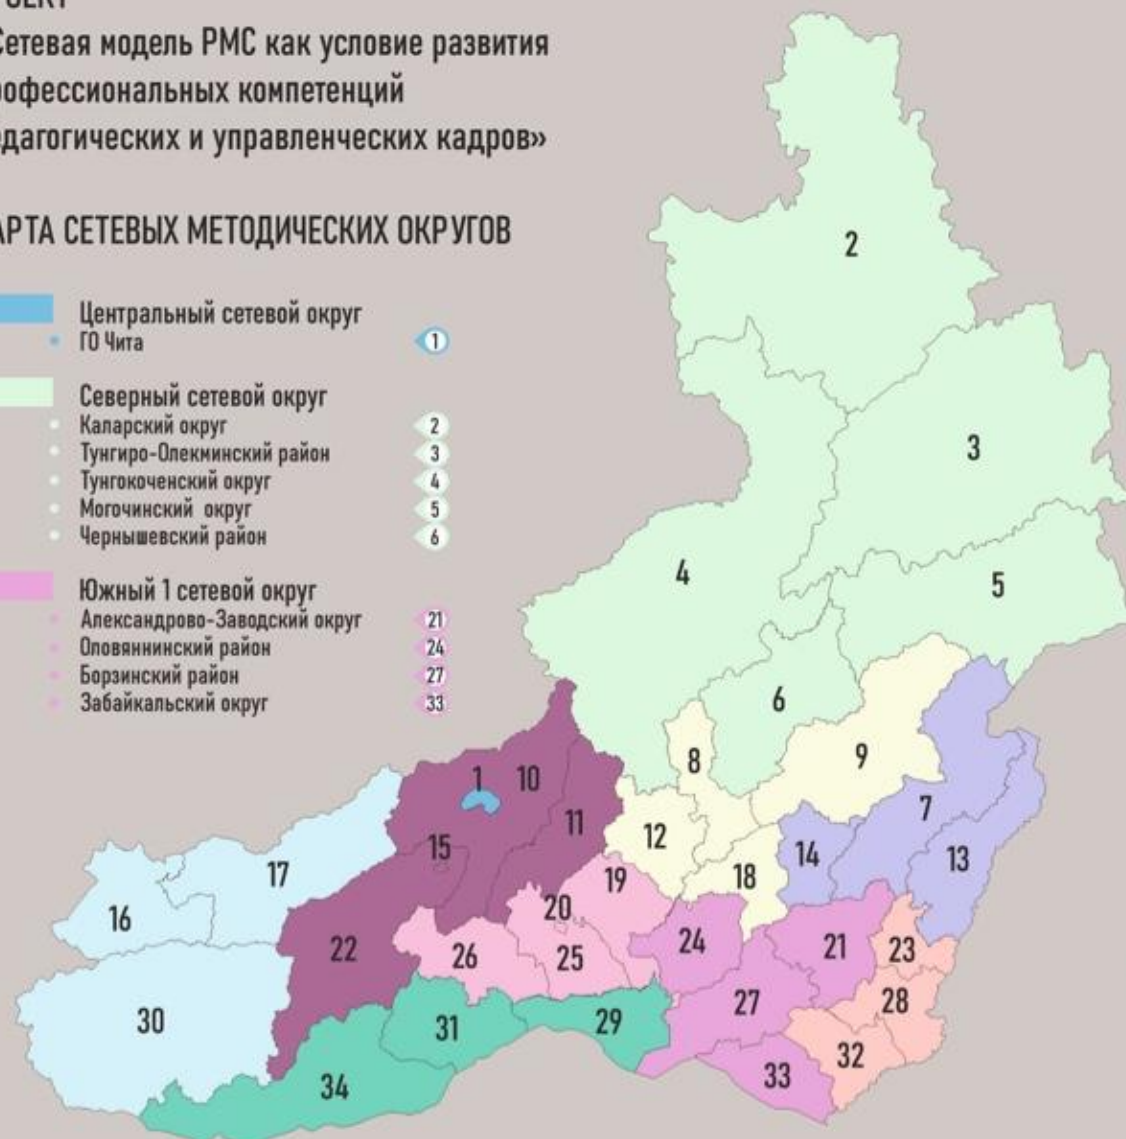 Сетевая модель РМС как условие развития
рофессиональных компетенций
едагогических и управленческих кадров»
АРТА СЕТЕВЫХ МЕТОДИЧЕСКИХ ОКРУГОВ
Центральный сетевой округ
ГО Чита 1
Северный сетевой округ
Каларский округ 2
Тунгиро-Олекминский район 3
Тунгокоченский округ 4
Могочинский округ 5
Чернышевский район 6
Южный 1 сетевой округ
Александрово-Заводский округ 21
Оловяннинский район 24
Борзинский район 27
Забайкальский округ 33
2
3
4
5
6
8
9
1
10
7
11
12
15
14
13
17
18
19
16
20
24
21
23
22
26
25
27
28
30
31
29
32
33
34